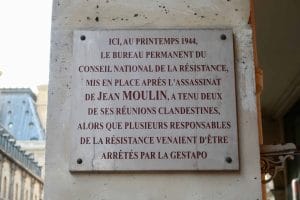 ICI, AU PRINTEMPS 1944,
LE BUREAU PERMANENT DU
CONSEIL NATIONAL DE LA RÉSISTANCE,
MIS EN PLACE APRÈS L'ASSASSINAT
DE JEAN MOULIN, A TENU DEUX
DE SES RÉUNIONS CLANDESTINES,
ALORS QUE PLUSIEURS RESPONSABLES
DE LA RÉSISTANCE VENAIENT D'ÊTRE
ARRÊTÉS PAR LA GESTAPO